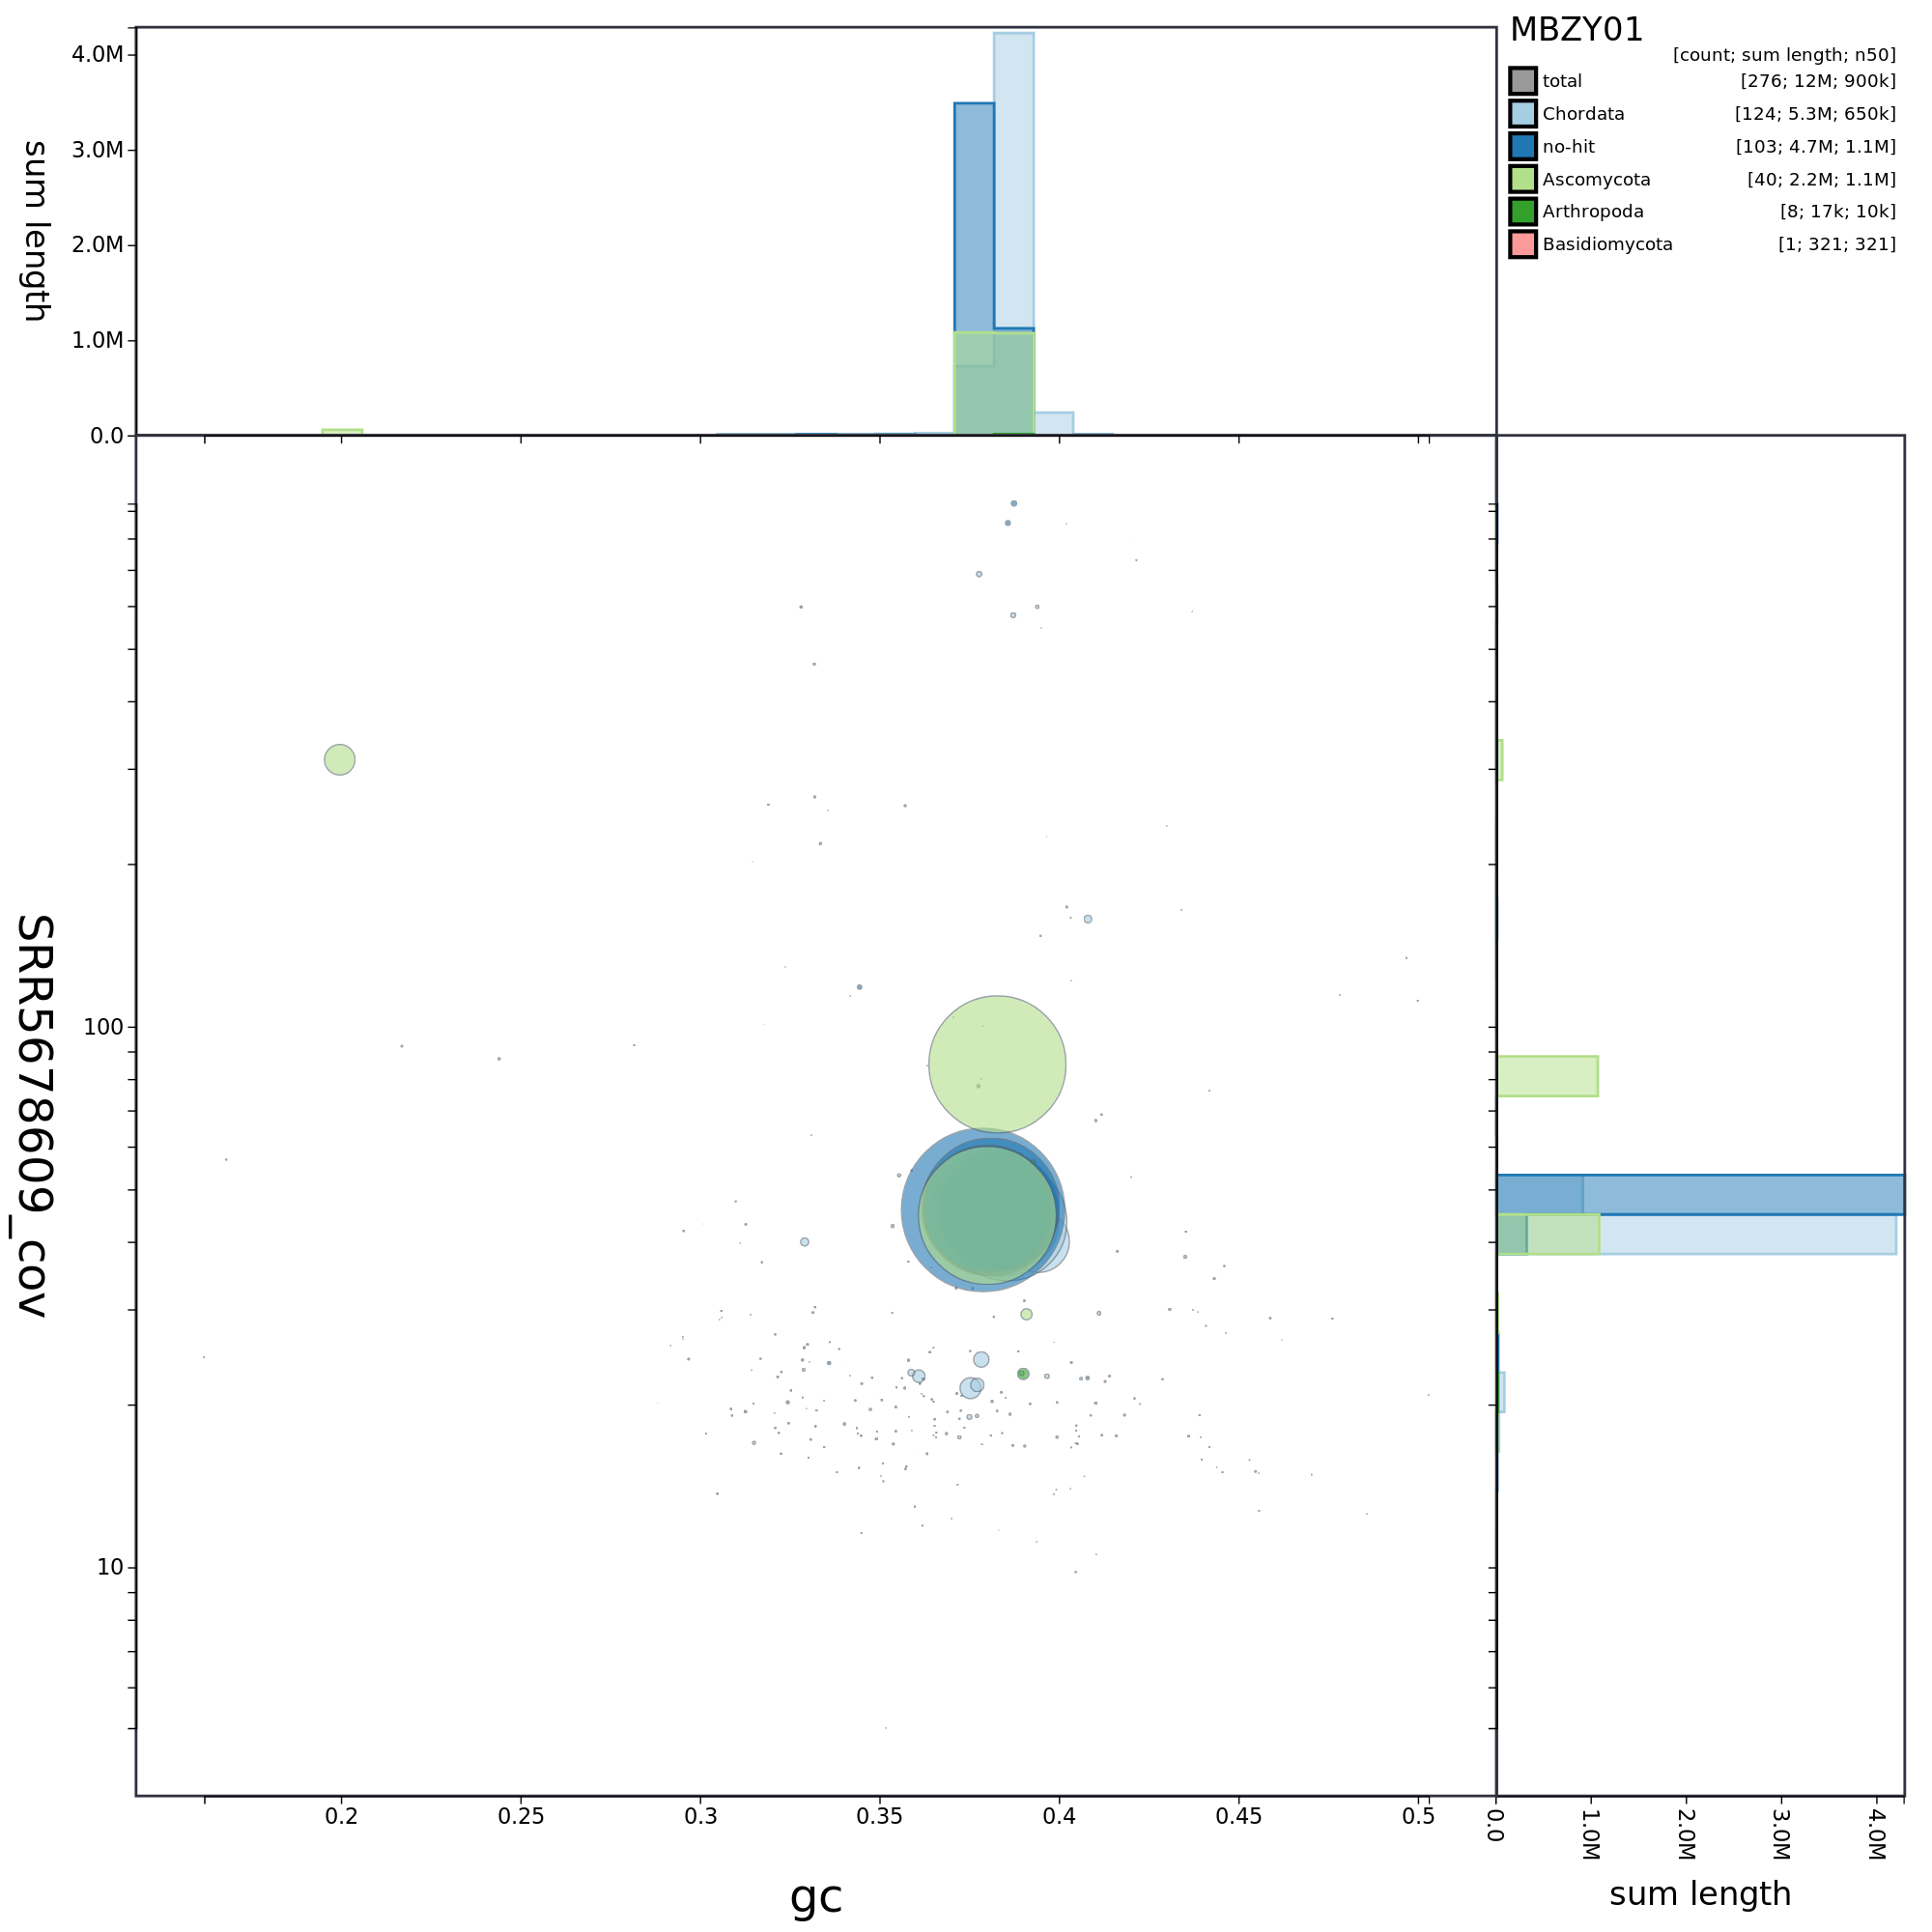 MBZY01
[count; sum length; n50]
total [276; 12M; 900k]
Chordata [124; 5.3M; 650k]
no-hit [103; 4.7M; 1.1M]
Ascomycota [40; 2.2M; 1.1M]
Arthropoda [8; 17k; 10k]
Basidiomycota [1; 321; 321]
sum length
4.0M
3.0M
2.0M
1.0M
0.0
SRR5678609_cov
100
10
0.2 0.25 0.3 0.35 0.4 0.45 0.5
gc
0.0 1.0M 2.0M 3.0M 4.0M
sum length